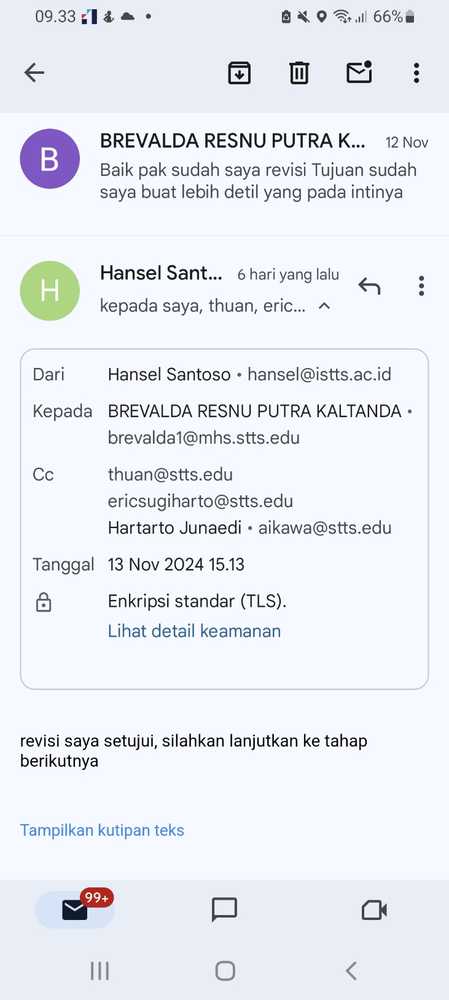 09.33
66%
BREVALDA RESNU PUTRA K... 12 Nov
B
Baik pak sudah saya revisi Tujuan sudah
saya buat lebih detil yang pada intinya
Hansel Sant... 6 hari yang lalu
H
kepada saya, thuan, eric...
Dari Hansel Santoso • hansel@istts.ac.id
Kepada BREVALDA RESNU PUTRA KALTANDA •
brevalda1@mhs.stts.edu
Cc thuan@stts.edu
ericsugiharto@stts.edu
Hartarto Junaedi • aikawa@stts.edu
Tanggal 13 Nov 2024 15.13
Enkripsi standar (TLS).
Lihat detail keamanan
revisi saya setujui, silahkan lanjutkan ke tahap
berikutnya
Tampilkan kutipan teks
99+